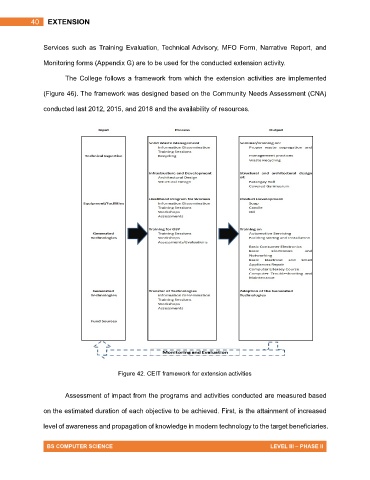 40 EXTENSION
Services such as Training Evaluation, Technical Advisory, MFO Form, Narrative Report, and
Monitoring forms (Appendix G) are to be used for the conducted extension activity.
The College follows a framework from which the extension activities are implemented
(Figure 46). The framework was designed based on the Community Needs Assessment (CNA)
conducted last 2012, 2015, and 2018 and the availability of resources.
Input Process Output
Technical Expertise
Equipment/Facilities
Generated
Technologies
Generated
Technologies
Fund Sources
Solid Waste Management
Information Dissemination
Training Sessions
Recycling
Infrastructure and Development
Architectural Design
Structural Design
Livelihood Program for Women
Information Dissemination
Training Sessions
Workshops
Assessments
Training for OSY
Training Sessions
Workshops
Assessments/Evaluations
Transfer of Technologies
Information Dissemination
Training Sessions
Workshops
Assessments
Proper waste segregation and
management practices
Waste Recycling
Structural and architectural design
of:
Barangay Hall
Covered Gymnasium
Product Development
Soap
Candle
Training on
Automotive Servicing
Plumbing Wiring and Installation
Basic Consumer Electronics
Basic Electronics and
Networking
Basic Electrical and Small
Appliances Repair
Computer Literacy Course
Computer Troubleshooting and
Maintenance
Adoption of the Generated
Technologies
Monitoring and Evaluation
Figure 42. CEIT framework for extension activities
Assessment of impact from the programs and activities conducted are measured based
on the estimated duration of each objective to be achieved. First, is the attainment of increased
level of awareness and propagation of knowledge in modern technology to the target beneficiaries.
BS COMPUTER SCIENCE LEVEL III – PHASE II